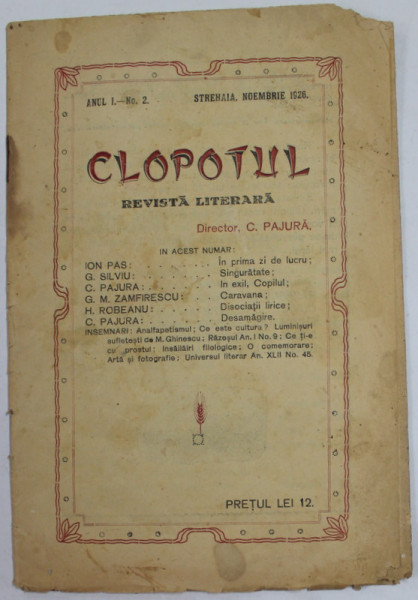 ANUL I.—No. 2. STREHAIA, NOEMBRIE 1926.
CLOPOTUL
REVISTĂ LITERARĂ
Director, C. PAJURĂ.
IN ACEST NUMAR:
ION PAS: . . . . . . . . În prima zi de lucru;
G. SILVIU: . . . . . . . Singurătate;
C. PAJURA: . . . . . . . In exil, Copilul;
G. M. ZAMFIRESCU: . . . . Caravana;
H. ROBEANU: . . . . . . Disociații lirice;
C. PAJURA: . . . . . . . Desamăgire.
INSEMNARI: Analfapetismul; Ce este cultura? Luminișuri
sufletești de M. Ghinescu; Răzeșul An. I No. 9; Ce ți-e
cu prostul; Însăilări filologice; O comemorare;
Artă și fotografie; Universul literar An. XLII No. 45.
PREȚUL LEI 12.